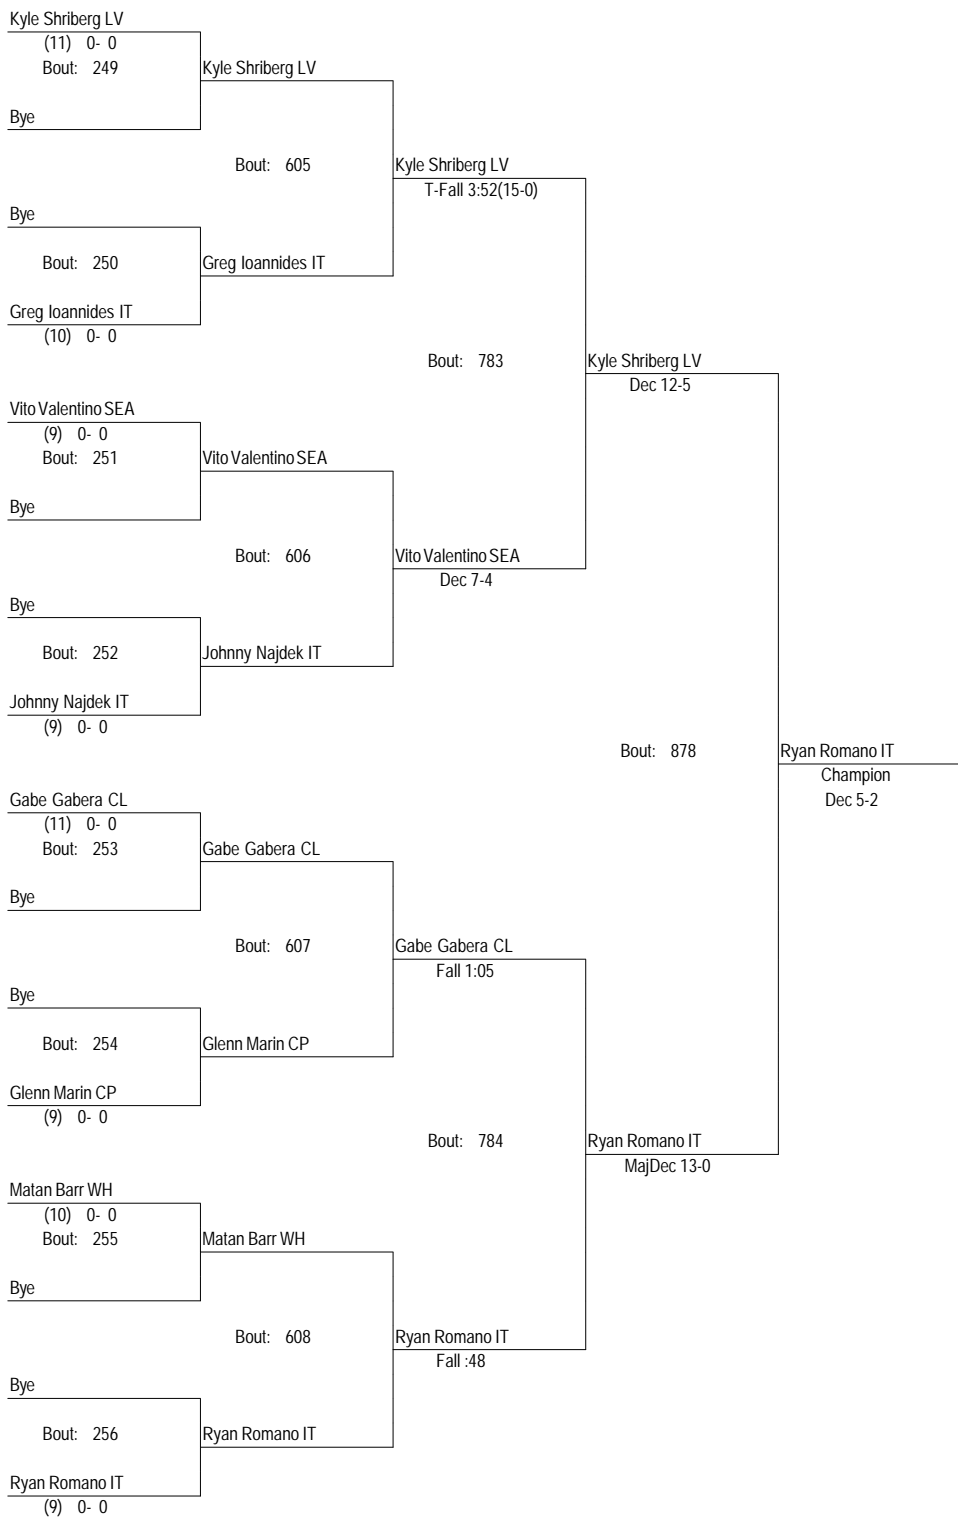 Kyle Shriberg LV
(11) 0- 0
Bout: 249
Kyle Shriberg LV
Bye
Bout: 605
Kyle Shriberg LV
T-Fall 3:52(15-0)
Bye
Bout: 250
Greg Ioannides IT
Greg Ioannides IT
(10) 0- 0
Bout: 783
Kyle Shriberg LV
Dec 12-5
Vito Valentino SEA
(9) 0- 0
Bout: 251
Vito Valentino SEA
Bye
Bout: 606
Vito Valentino SEA
Dec 7-4
Bye
Bout: 252
Johnny Najdek IT
Johnny Najdek IT
(9) 0- 0
Bout: 878
Ryan Romano IT
Champion
Dec 5-2
Gabe Gabera CL
(11) 0- 0
Bout: 253
Gabe Gabera CL
Bye
Bout: 607
Gabe Gabera CL
Fall 1:05
Bye
Bout: 254
Glenn Marin CP
Glenn Marin CP
(9) 0- 0
Bout: 784
Ryan Romano IT
MajDec 13-0
Matan Barr WH
(10) 0- 0
Bout: 255
Matan Barr WH
Bye
Bout: 608
Ryan Romano IT
Fall :48
Bye
Bout: 256
Ryan Romano IT
Ryan Romano IT
(9) 0- 0